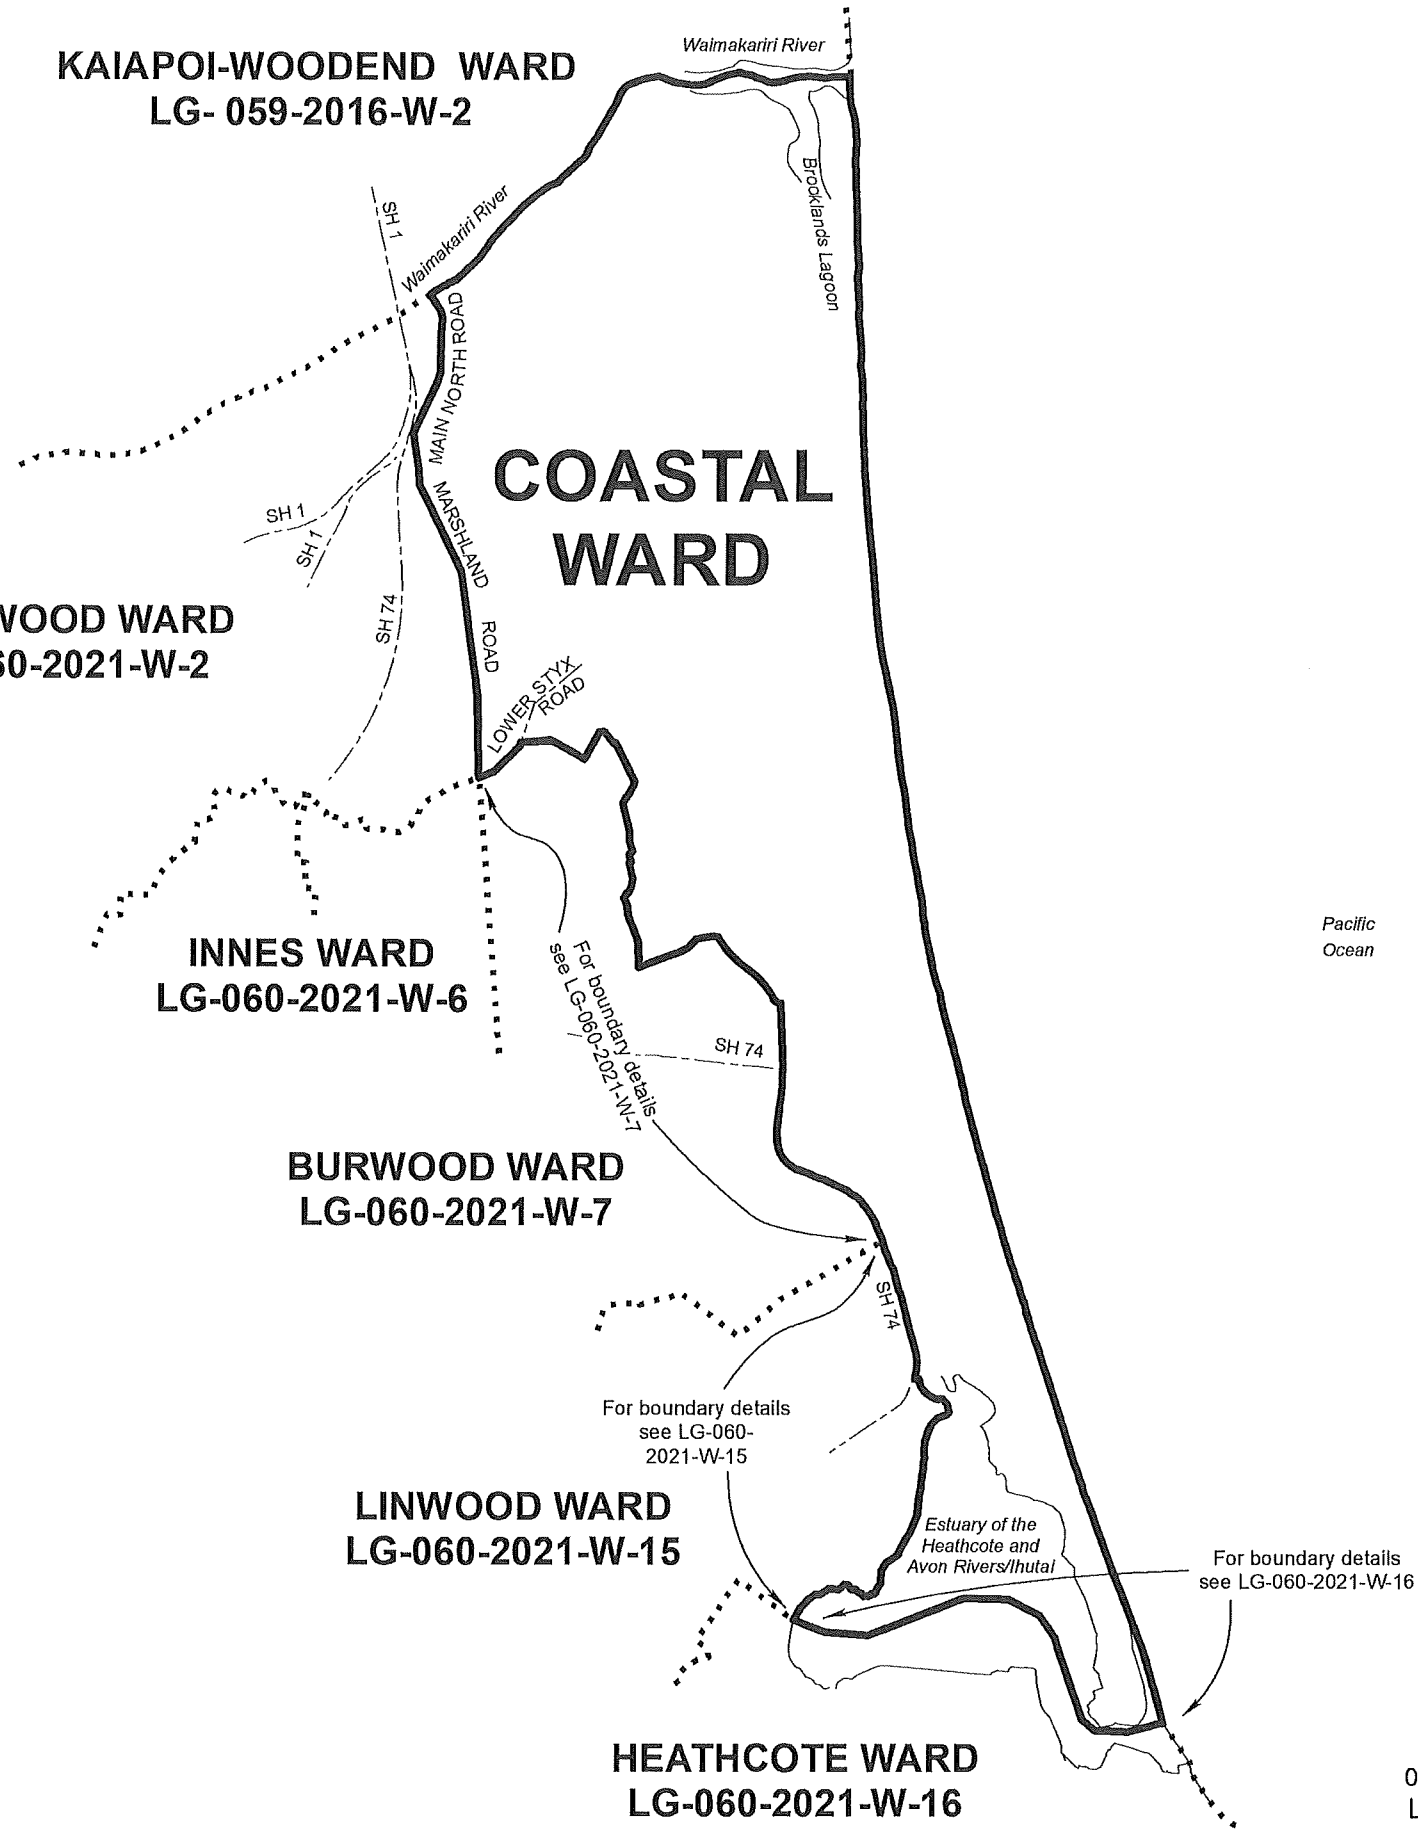 Waimakariri River
KAIAPOI-WOODEND WARD
LG- 059-2016-W-2
Brooklands Lagoon
SH 1
Waimakariri River
MAIN NORTH ROAD
COASTAL
WARD
MARSHLAND
ROAD
SH 1
SH 1
SH 74
WOOD WARD
60-2021-W-2
LOWER STYX
ROAD
Pacific
Ocean
INNES WARD
LG-060-2021-W-6
For boundary details
see LG-060-2021-W-7
SH 74
BURWOOD WARD
LG-060-2021-W-7
SH 74
For boundary details
see LG-060-
2021-W-15
LINWOOD WARD
LG-060-2021-W-15
Estuary of the
Heathcote and
Avon Rivers/Ihutai
For boundary details
see LG-060-2021-W-16
HEATHCOTE WARD
LG-060-2021-W-16
0
L